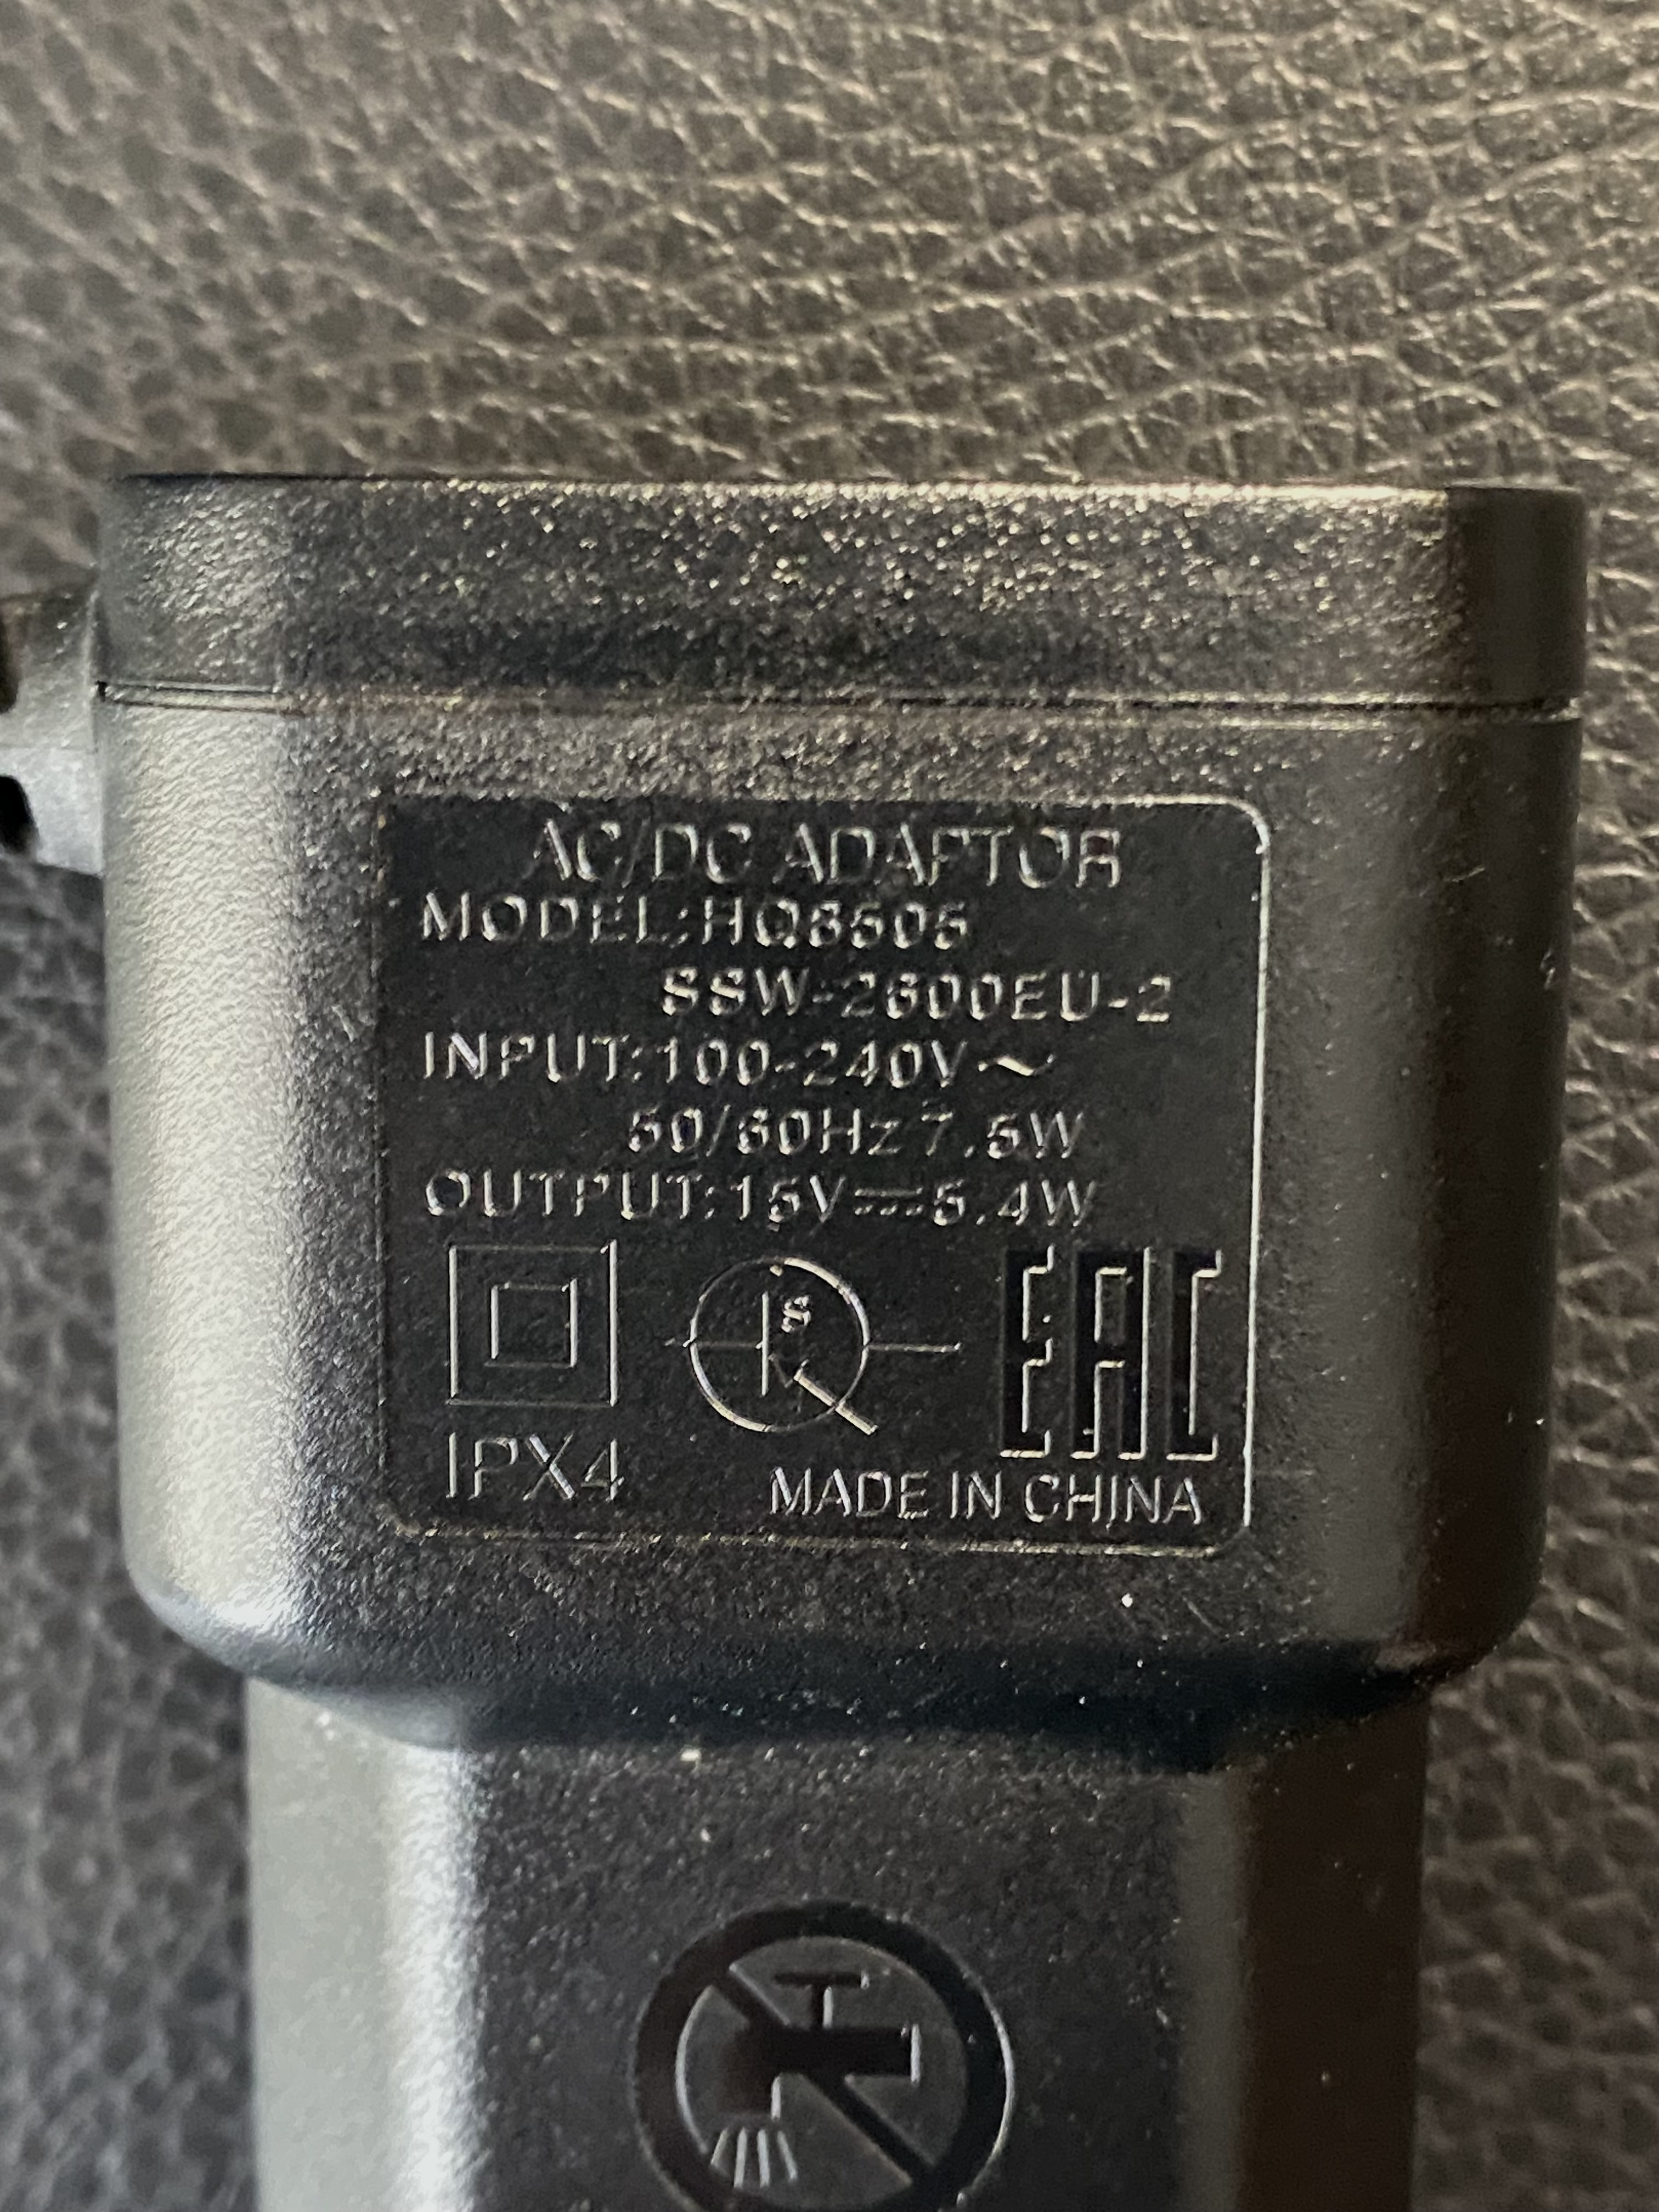 AC/DC ADAPTOR
MODEL:HQ8505
SSW-2600EU-2
INPUT:100-240V~
50/60Hz 7.5W
OUTPUT:15V⎓5.4W
S
EAC
IPX4
MADE IN CHINA